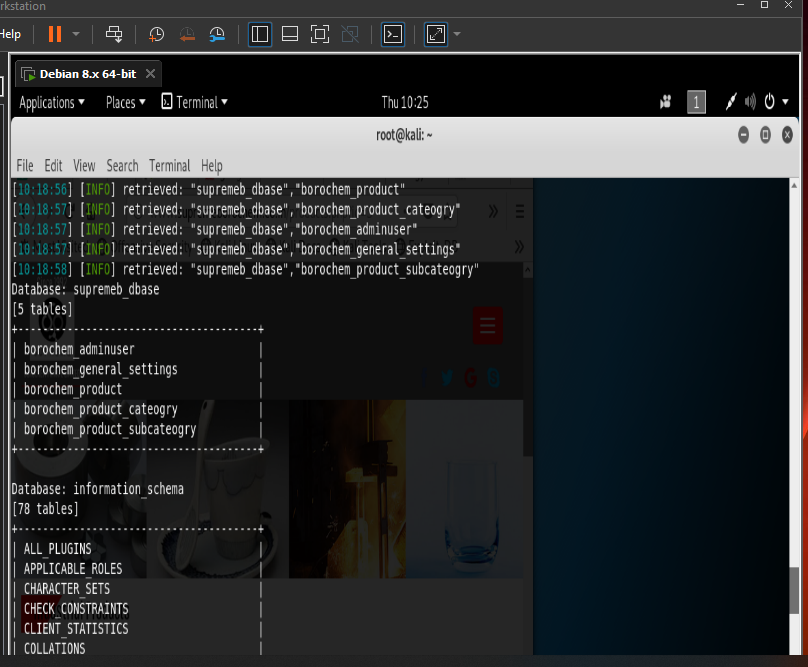 rkstation
Help
Debian 8.x 64-bit
Applications Places Terminal Thu 10:25 1
root@kali: ~
File Edit View Search Terminal Help
[10:18:56] [INFO] retrieved: "supremeb_dbase","borochem_product"
[10:18:57] [INFO] retrieved: "supremeb_dbase","borochem_product_cateogry"
[10:18:57] [INFO] retrieved: "supremeb_dbase","borochem_adminuser"
[10:18:57] [INFO] retrieved: "supremeb_dbase","borochem_general_settings"
[10:18:58] [INFO] retrieved: "supremeb_dbase","borochem_product_subcateogry"
Database: supremeb_dbase
[5 tables]
+-----------------------------------+
| borochem_adminuser |
| borochem_general_settings |
| borochem_product |
| borochem_product_cateogry |
| borochem_product_subcateogry |
+-----------------------------------+
Database: information_schema
[78 tables]
+-----------------------------------+
| ALL_PLUGINS |
| APPLICABLE_ROLES |
| CHARACTER_SETS |
| CHECK_CONSTRAINTS |
| CLIENT_STATISTICS |
| COLLATIONS |